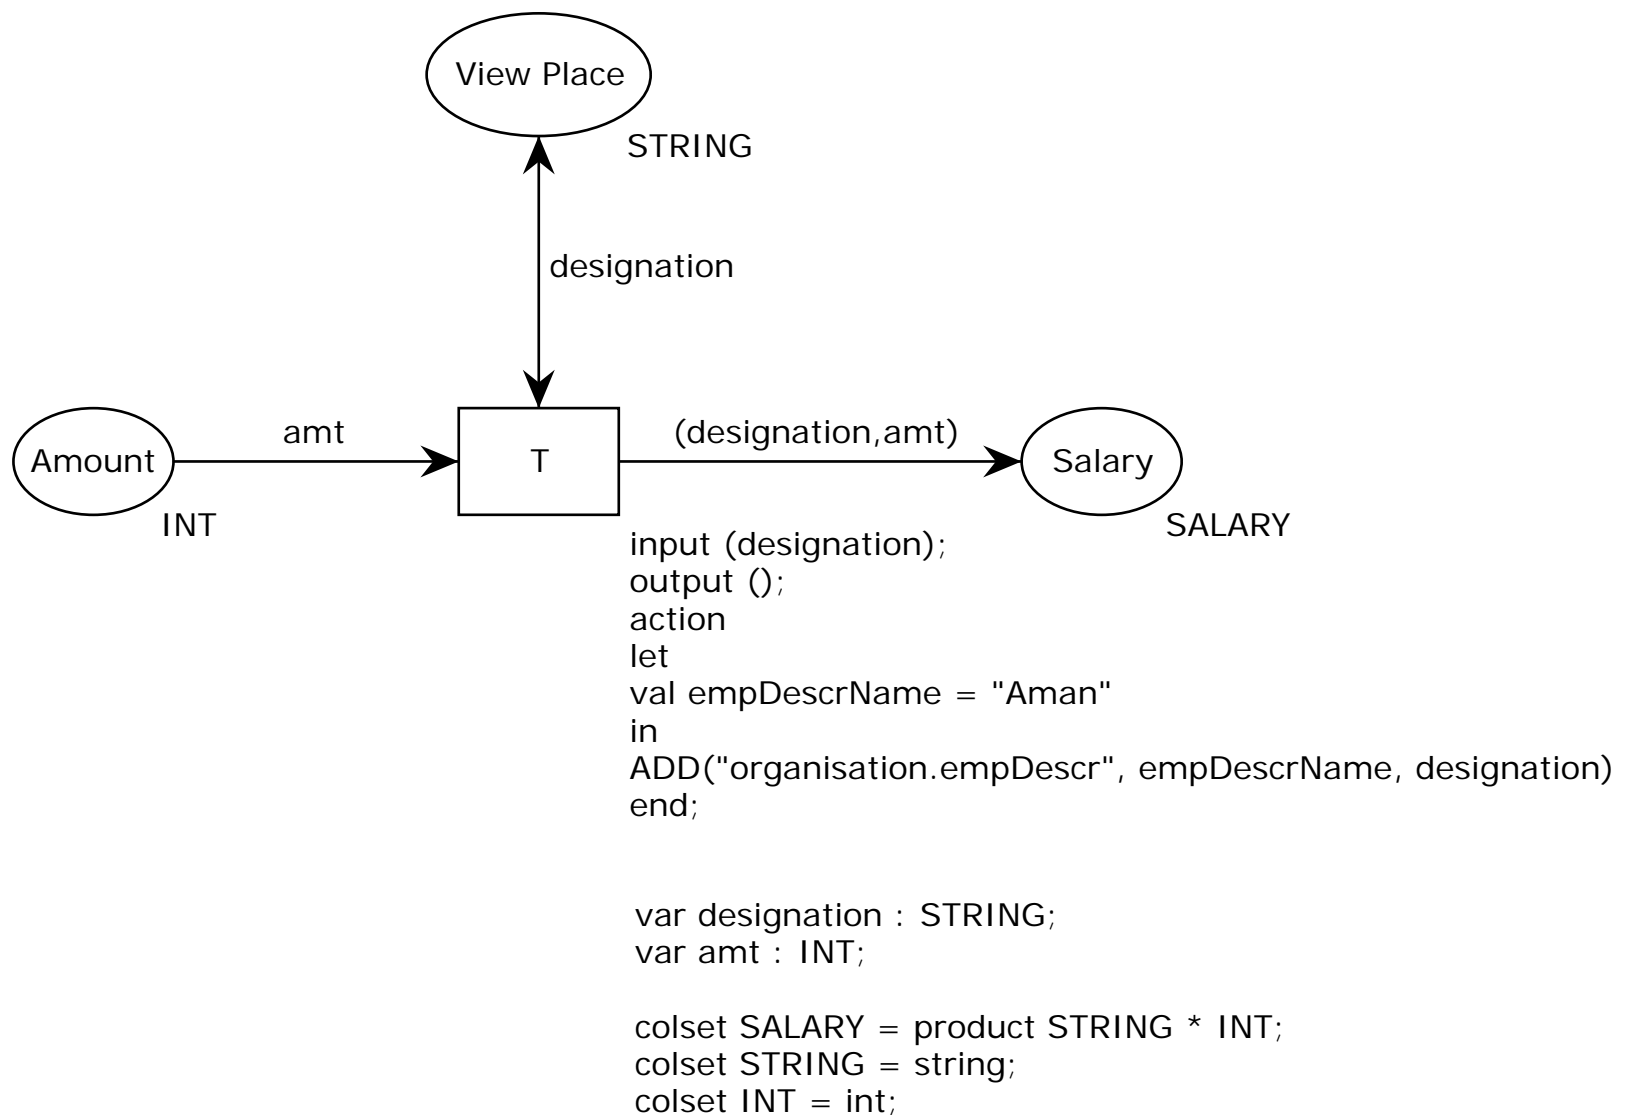 View Place
STRING
designation
amt
(designation,amt)
Amount
T
Salary
INT
SALARY
input (designation);
output ();
action
let
val empDescrName = "Aman"
in
ADD("organisation.empDescr", empDescrName, designation)
end;
var designation : STRING;
var amt : INT;
colset SALARY = product STRING * INT;
colset STRING = string;
colset INT = int;